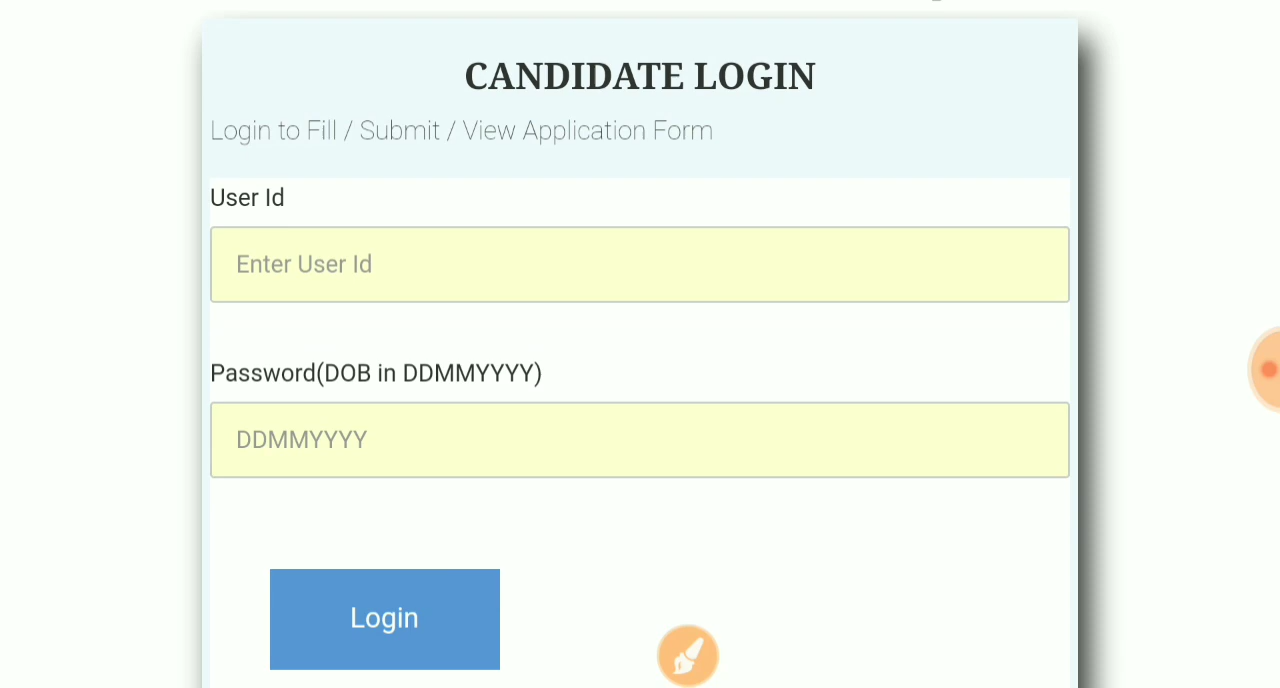 CANDIDATE LOGIN
Login to Fill / Submit / View Application Form
User Id
Enter User Id
Password(DOB in DDMMYYYY)
DDMMYYYY
Login